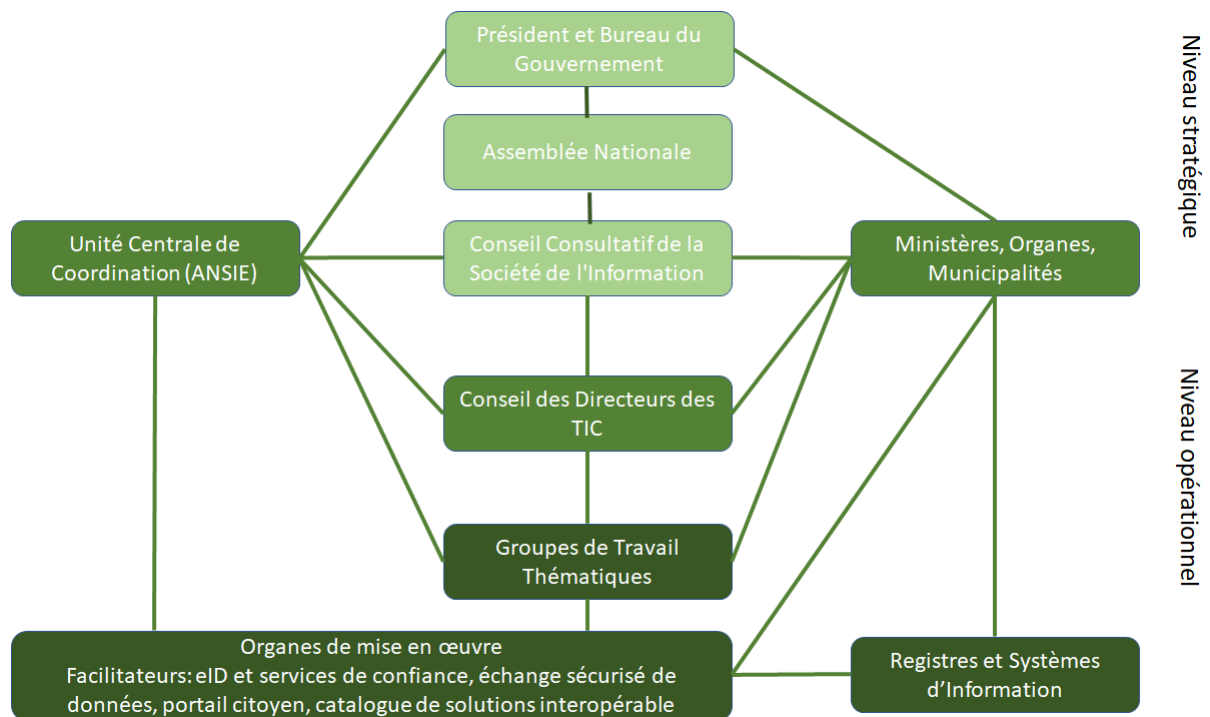 Président et Bureau du
Gouvernement
Niveau stratégique
Assemblée Nationale
Unité Centrale de
Coordination (ANSIE)
Conseil Consultatif de la
Société de l'Information
Ministères, Organes,
Municipalités
Conseil des Directeurs des
TIC
Niveau opérationnel
Groupes de Travail
Thématiques
Organes de mise en œuvre
Facilitateurs: eID et services de confiance, échange sécurisé de
données, portail citoyen, catalogue de solutions interopérable
Registres et Systèmes
d’Information